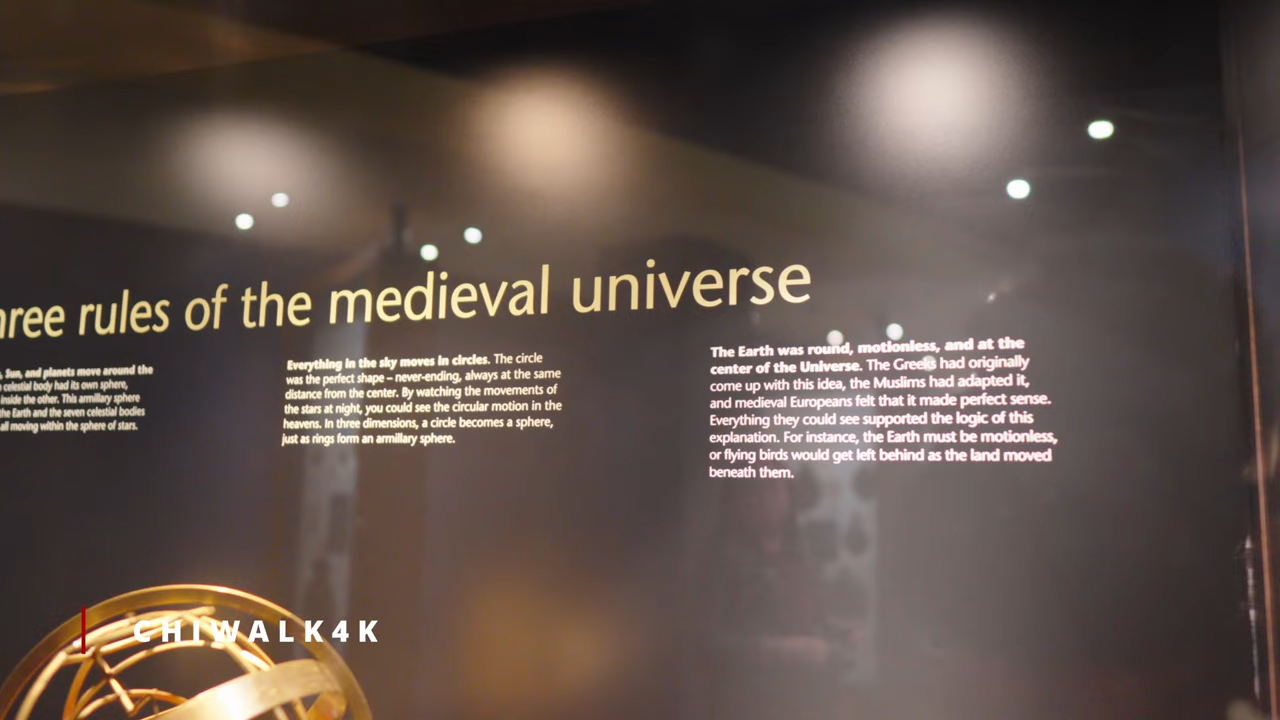 three rules of the medieval universe
Sun, and planets move around the
celestial body had its own sphere,
inside the other. This armillary sphere
the Earth and the seven celestial bodies
all moving within the sphere of stars.
Everything in the sky moves in circles. The circle
was the perfect shape – never-ending, always at the same
distance from the center. By watching the movements of
the stars at night, you could see the circular motion in the
heavens. In three dimensions, a circle becomes a sphere,
just as rings form an armillary sphere.
The Earth was round, motionless, and at the
center of the Universe. The Greeks had originally
come up with this idea, the Muslims had adapted it,
and medieval Europeans felt that it made perfect sense.
Everything they could see supported the logic of this
explanation. For instance, the Earth must be motionless,
or flying birds would get left behind as the land moved
beneath them.
CHIWALK4K